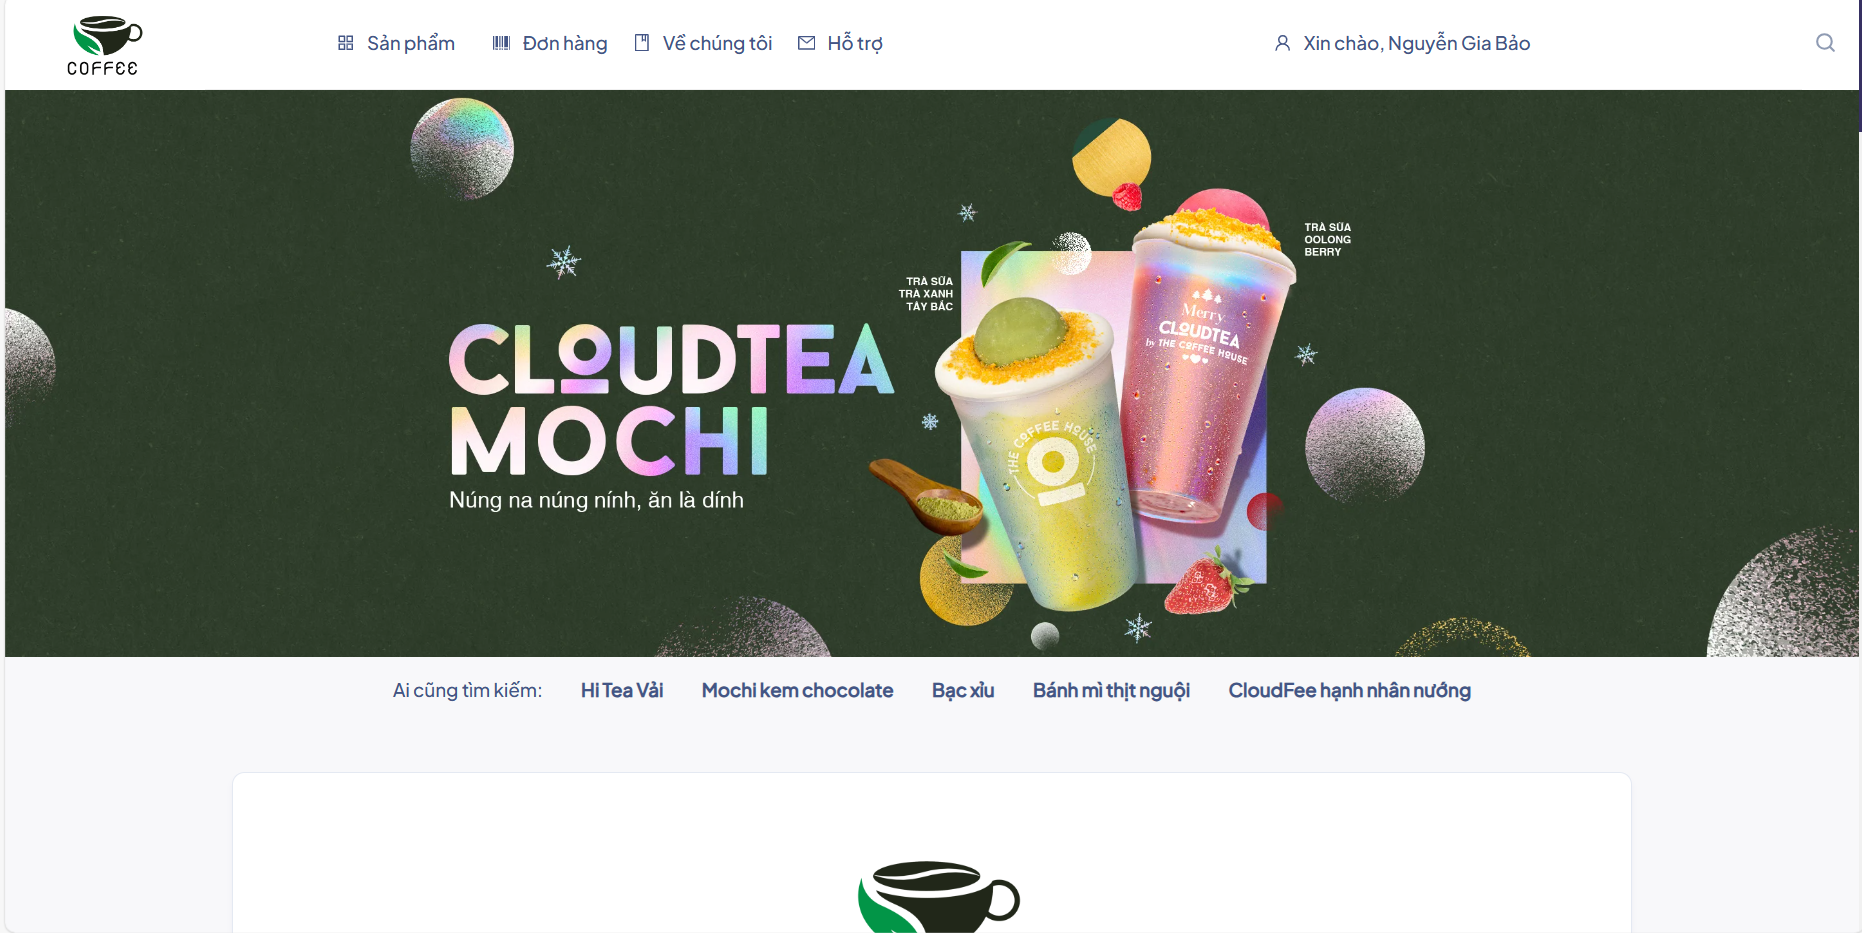 COFFEE
Sản phẩm
Đơn hàng
Về chúng tôi
Hỗ trợ
Xin chào, Nguyễn Gia Bảo
TRÀ SỮA
OOLONG
BERRY
TRÀ SỮA
TRÀ XANH
TÂY BẮC
Merry
CLOUDTEA
by THE COFFEE HOUSE
CLOUDTEA
MOCHI
THE COFFEE HOUSE
Núng na núng nính, ăn là dính
Ai cũng tìm kiếm:
Hi Tea Vải
Mochi kem chocolate
Bạc xỉu
Bánh mì thịt nguội
CloudFee hạnh nhân nướng